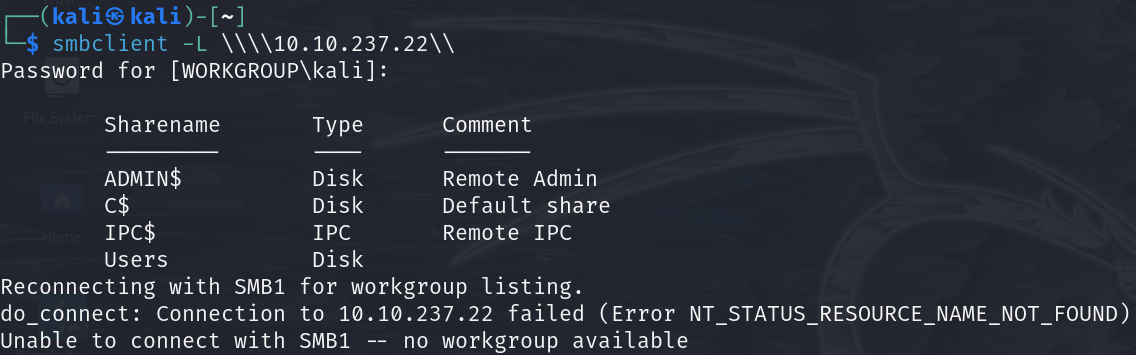 ┌──(kali㉿kali)-[~]
└─$ smbclient -L \\\\10.10.237.22\\
Password for [WORKGROUP\kali]:
File System
Sharename Type Comment
--------- ---- -------
ADMIN$ Disk Remote Admin
C$ Disk Default share
IPC$ IPC Remote IPC
Home
Users Disk
Reconnecting with SMB1 for workgroup listing.
do_connect: Connection to 10.10.237.22 failed (Error NT_STATUS_RESOURCE_NAME_NOT_FOUND)
Unable to connect with SMB1 -- no workgroup available